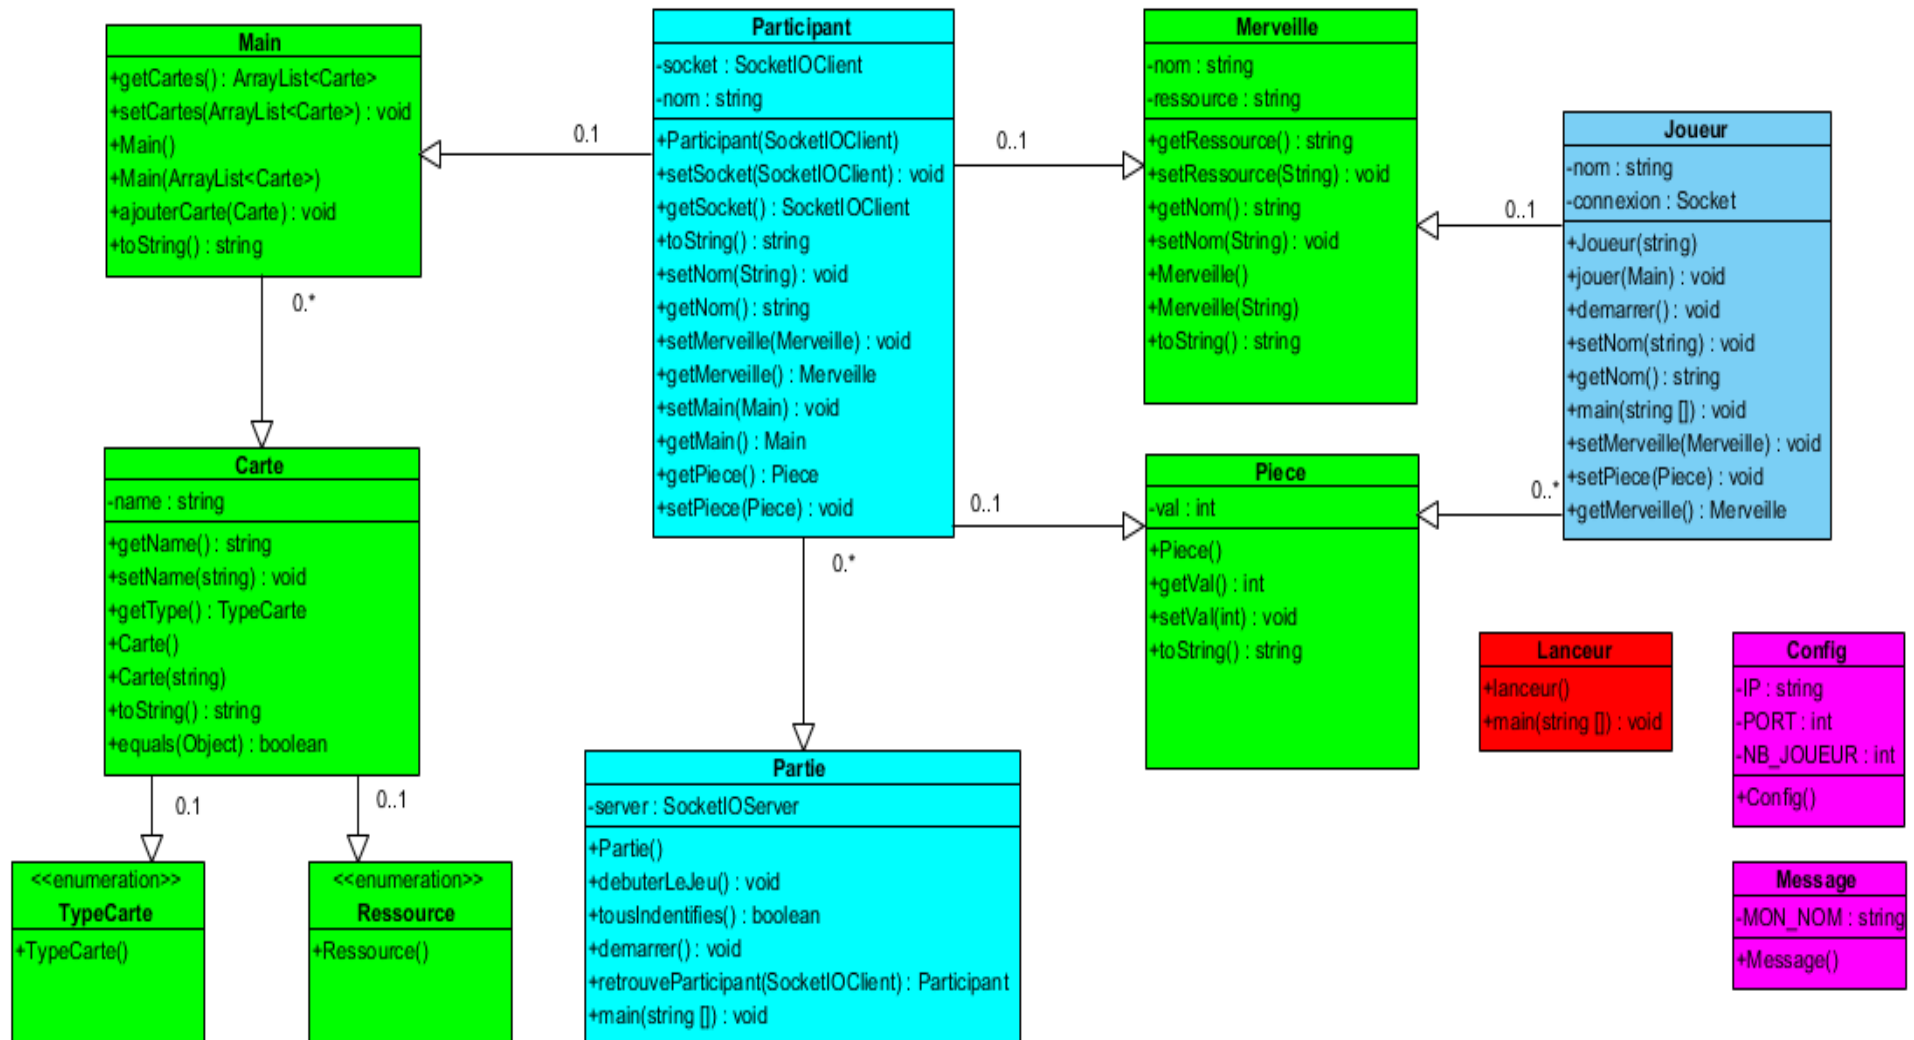 Main
+getCartes() : ArrayList<Carte>
+setCartes(ArrayList<Carte>) : void
+Main()
+Main(ArrayList<Carte>)
+ajouterCarte(Carte) : void
+toString() : string
0.1
0.*
Participant
-socket : SocketIOClient
-nom : string
+Participant(SocketIOClient)
+setSocket(SocketIOClient) : void
+getSocket() : SocketIOClient
+toString() : string
+setNom(String) : void
+getNom() : string
+setMerveille(Merveille) : void
+getMerveille() : Merveille
+setMain(Main) : void
+getMain() : Main
+getPiece() : Piece
+setPiece(Piece) : void
0..1
0..1
0.*
Merveille
-nom : string
-ressource : string
+getRessource() : string
+setRessource(String) : void
+getNom() : string
+setNom(String) : void
+Merveille()
+Merveille(String)
+toString() : string
0..1
Joueur
-nom : string
-connexion : Socket
+Joueur(string)
+jouer(Main) : void
+demarrer() : void
+setNom(string) : void
+getNom() : string
+main(string []) : void
+setMerveille(Merveille) : void
+setPiece(Piece) : void
+getMerveille() : Merveille
0..*
Carte
-name : string
+getName() : string
+setName(string) : void
+getType() : TypeCarte
+Carte()
+Carte(string)
+toString() : string
+equals(Object) : boolean
0.1
0..1
Piece
-val : int
+Piece()
+getVal() : int
+setVal(int) : void
+toString() : string
Lanceur
+lanceur()
+main(string []) : void
Config
-IP : string
-PORT : int
-NB_JOUEUR : int
+Config()
Partie
-server : SocketIOServer
+Partie()
+debuterLeJeu() : void
+tousIndentifies() : boolean
+demarrer() : void
+retrouveParticipant(SocketIOClient) : Participant
+main(string []) : void
<<enumeration>>
TypeCarte
+TypeCarte()
<<enumeration>>
Ressource
+Ressource()
Message
-MON_NOM : string
+Message()